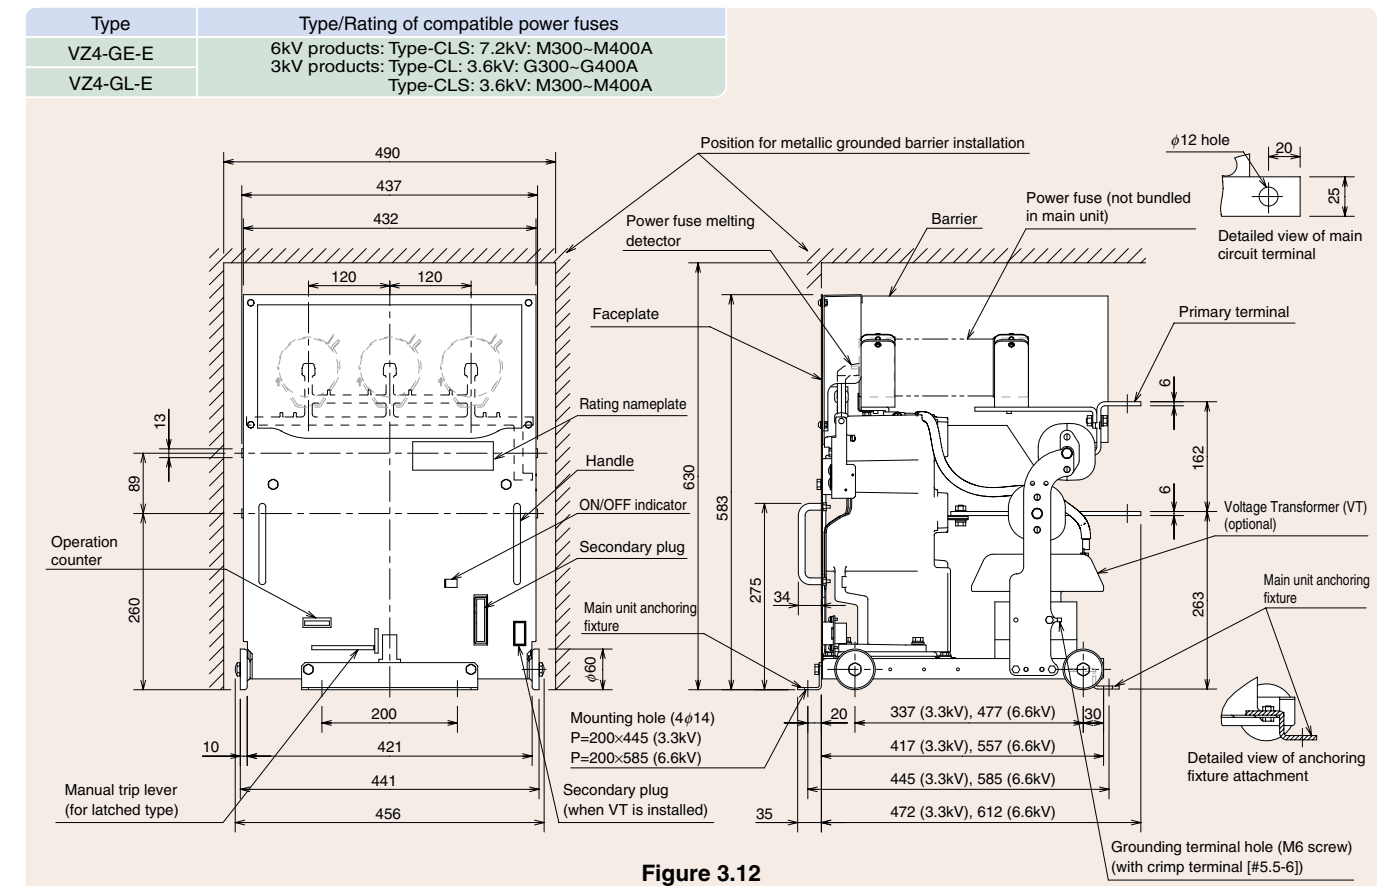 Type
Type/Rating of compatible power fuses
VZ4-GE-E
VZ4-GL-E
6kV products: Type-CLS: 7.2kV: M300~M400A
3kV products: Type-CL: 3.6kV: G300~G400A
Type-CLS: 3.6kV: M300~M400A
490
437
432
120
120
13
89
260
Operation
counter
200
10
421
441
456
Manual trip lever
(for latched type)
φ60
Position for metallic grounded barrier installation
Power fuse melting
detector
Faceplate
Rating nameplate
Handle
ON/OFF indicator
Secondary plug
Main unit anchoring
fixture
Mounting hole (4φ14)
P=200×445 (3.3kV)
P=200×585 (6.6kV)
Secondary plug
(when VT is installed)
Barrier
Power fuse (not bundled
in main unit)
630
583
275
34
20
337 (3.3kV), 477 (6.6kV)
30
417 (3.3kV), 557 (6.6kV)
445 (3.3kV), 585 (6.6kV)
35
472 (3.3kV), 612 (6.6kV)
φ12 hole
20
25
Detailed view of main
circuit terminal
Primary terminal
6
162
6
263
Voltage Transformer (VT)
(optional)
Main unit anchoring
fixture
Detailed view of anchoring
fixture attachment
Grounding terminal hole (M6 screw)
(with crimp terminal [#5.5-6])
Figure 3.12